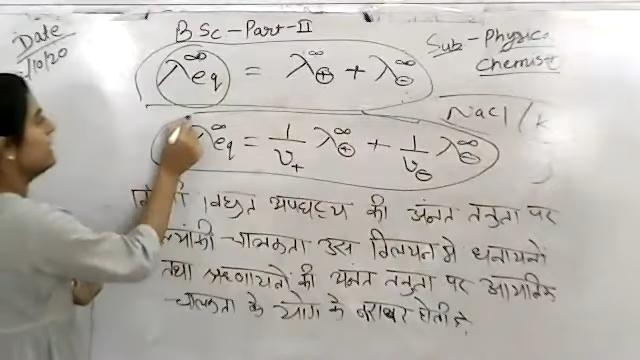 Date
/10/20
BSc-Part-II
Sub-Physical
Chemist
λ∞eq = λ∞⊕ + λ∞⊖
NaCl / K
λ∞eq = 1/υ+ λ∞⊕ + 1/υ⊖ λ∞⊖
विद्युत अपघट्य की अनंत तनुता पर
चालकता उस विलयन में धनायनों
तथा ऋणायनों की अनंत तनुता पर आयनिक
चालकता के योग के बराबर होती है,